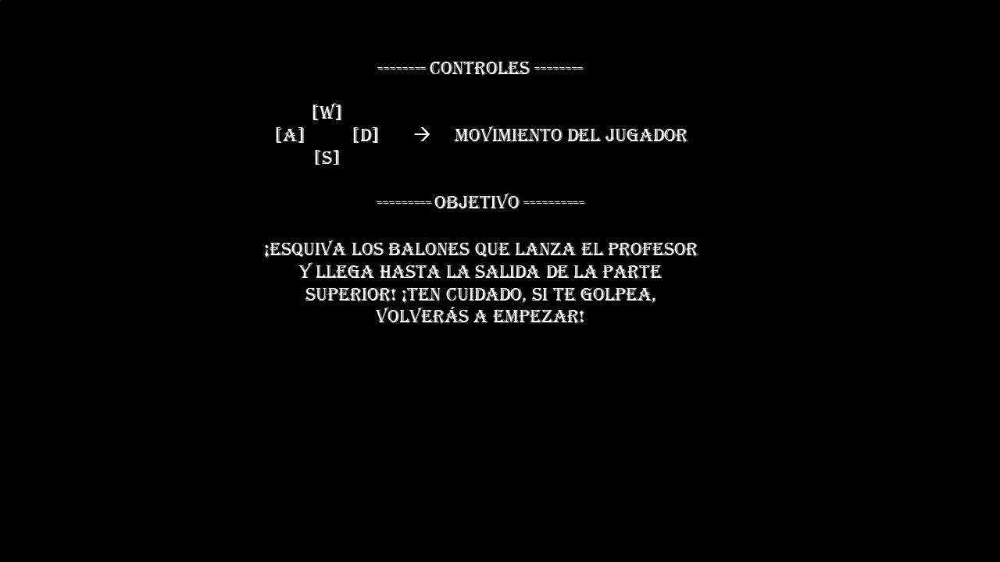 -------- CONTROLES --------
[W]
[A] [D] → MOVIMIENTO DEL JUGADOR
[S]
--------- OBJETIVO ----------
¡ESQUIVA LOS BALONES QUE LANZA EL PROFESOR
Y LLEGA HASTA LA SALIDA DE LA PARTE
SUPERIOR! ¡TEN CUIDADO, SI TE GOLPEA,
VOLVERÁS A EMPEZAR!